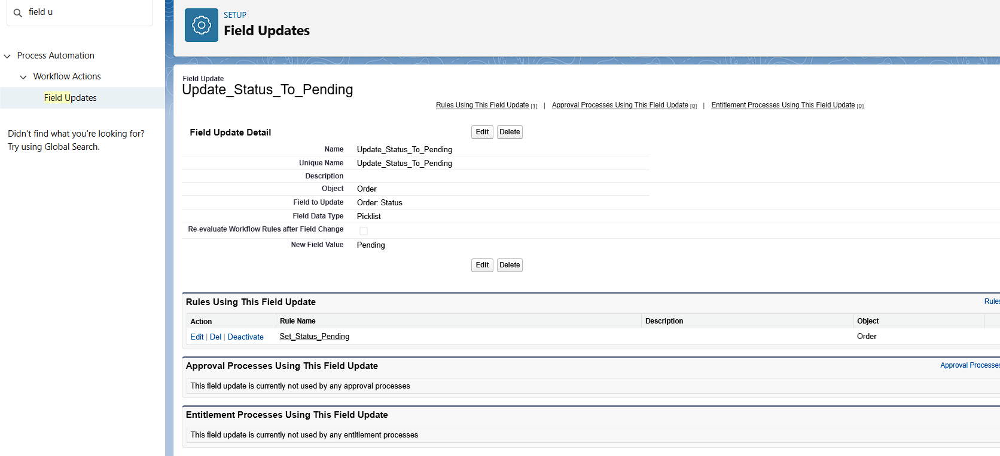 field u
Process Automation
Workflow Actions
Field Updates
Didn't find what you're looking for?
Try using Global Search.
SETUP
Field Updates
Field Update
Update_Status_To_Pending
Rules Using This Field Update [1] | Approval Processes Using This Field Update [0] | Entitlement Processes Using This Field Update [0]
Field Update Detail Edit Delete
Name Update_Status_To_Pending
Unique Name Update_Status_To_Pending
Description
Object Order
Field to Update Order: Status
Field Data Type Picklist
Re-evaluate Workflow Rules after Field Change
New Field Value Pending
Edit Delete
Rules Using This Field Update Rules
Action Rule Name Description Object
Edit | Del | Deactivate Set_Status_Pending Order
Approval Processes Using This Field Update Approval Processes
This field update is currently not used by any approval processes
Entitlement Processes Using This Field Update
This field update is currently not used by any entitlement processes